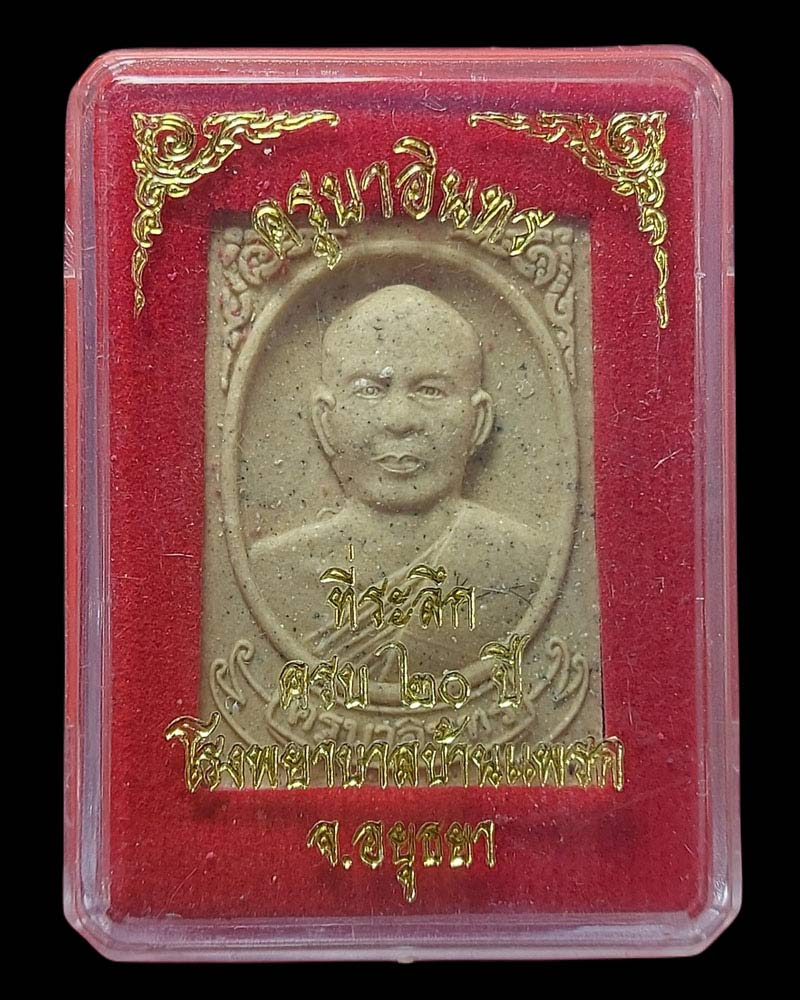 ครูบาอินทร
ที่ระลึก
ครบ ๒๐ ปี
โรงพยาบาลบ้านแพรก
จ.อยุธยา